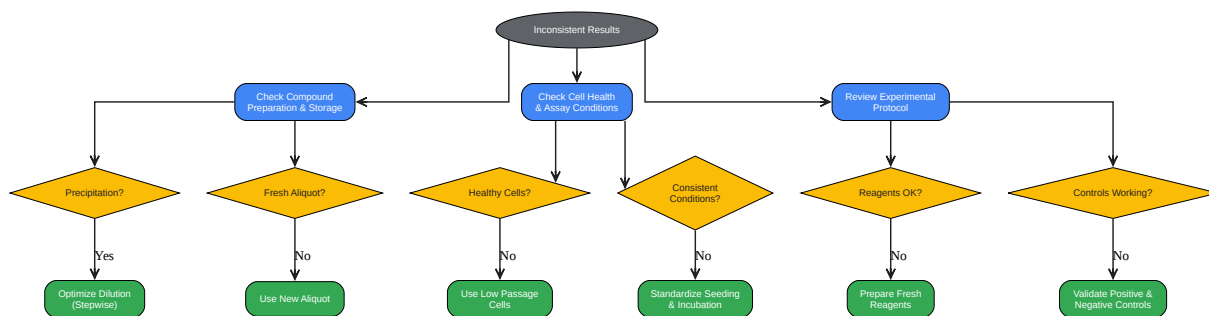 Inconsistent Results
Check Compound
Preparation & Storage
Check Cell Health
& Assay Conditions
Review Experimental
Protocol
Precipitation?
Fresh Aliquot?
Healthy Cells?
Consistent
Conditions?
Reagents OK?
Controls Working?
Yes
No
No
No
No
No
Optimize Dilution
(Stepwise)
Use New Aliquot
Use Low Passage
Cells
Standardize Seeding
& Incubation
Prepare Fresh
Reagents
Validate Positive &
Negative Controls